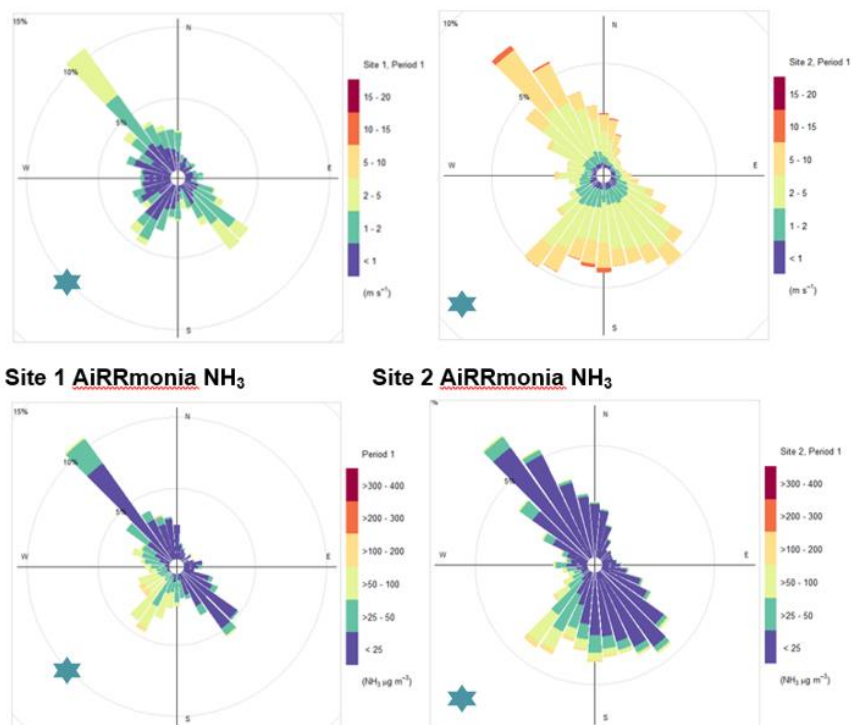 15%
N
10%
5%
W
E
S
Site 1, Period 1
15 - 20
10 - 15
5 - 10
2 - 5
1 - 2
< 1
(m s⁻¹)
10%
N
5%
W
E
S
Site 2, Period 1
15 - 20
10 - 15
5 - 10
2 - 5
1 - 2
< 1
(m s⁻¹)
Site 1 AiRRmonia NH₃
Site 2 AiRRmonia NH₃
15%
N
10%
5%
W
E
S
Period 1
>300 - 400
>200 - 300
>100 - 200
>50 - 100
>25 - 50
< 25
(NH₃ µg m⁻³)
%
N
5%
W
E
S
Site 2, Period 1
>300 - 400
>200 - 300
>100 - 200
>50 - 100
>25 - 50
< 25
(NH₃ µg m⁻³)